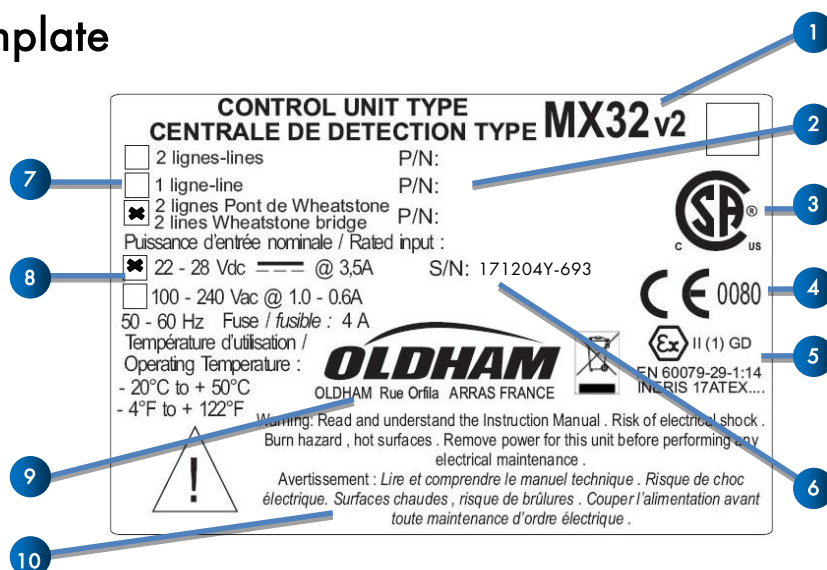 nplate
CONTROL UNIT TYPE
CENTRALE DE DETECTION TYPE MX32 v2
2 lignes-lines P/N:
1 ligne-line P/N:
2 lignes Pont de Wheatstone
2 lines Wheatstone bridge P/N:
Puissance d'entrée nominale / Rated input :
22 - 28 Vdc @ 3,5A S/N: 171204Y-693
100 - 240 Vac @ 1.0 - 0.6A
50 - 60 Hz Fuse / fusible : 4 A
Température d'utilisation /
Operating Temperature :
- 20°C to + 50°C
- 4°F to + 122°F
CSA ®
C US
CE 0080
Ex II (1) GD
EN 60079-29-1:14
INERIS 17ATEX....
OLDHAM
OLDHAM Rue Orfila ARRAS FRANCE
Warning: Read and understand the Instruction Manual . Risk of electrical shock .
Burn hazard , hot surfaces . Remove power for this unit before performing any
electrical maintenance .
Avertissement : Lire et comprendre le manuel technique . Risque de choc
électrique. Surfaces chaudes , risque de brûlures . Couper l'alimentation avant
toute maintenance d'ordre électrique .
!
1
2
3
4
5
6
7
8
9
10